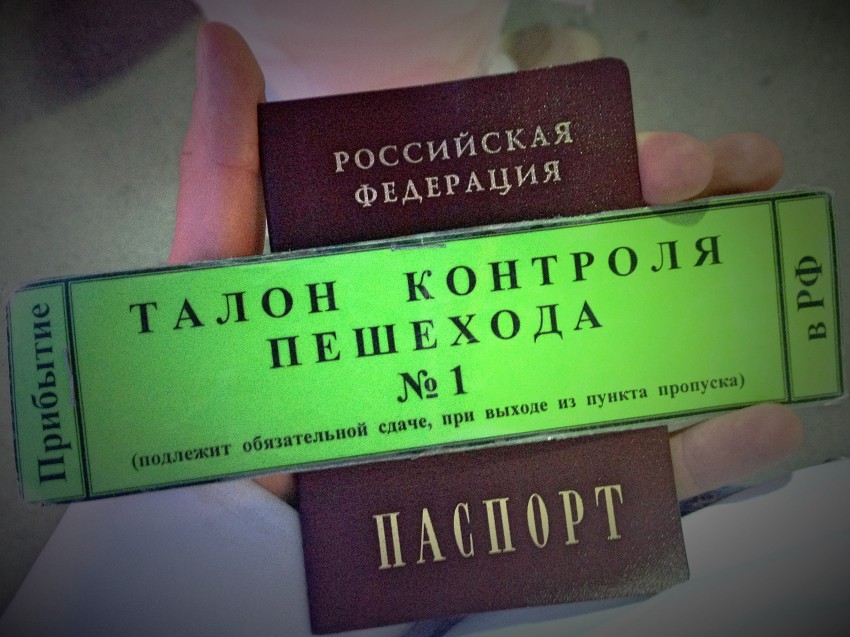 РОССИЙСКАЯ
ФЕДЕРАЦИЯ
Прибытие
ТАЛОН КОНТРОЛЯ
ПЕШЕХОДА
№ 1
(подлежит обязательной сдаче, при выходе из пункта пропуска)
в РФ
ПАСПОРТ